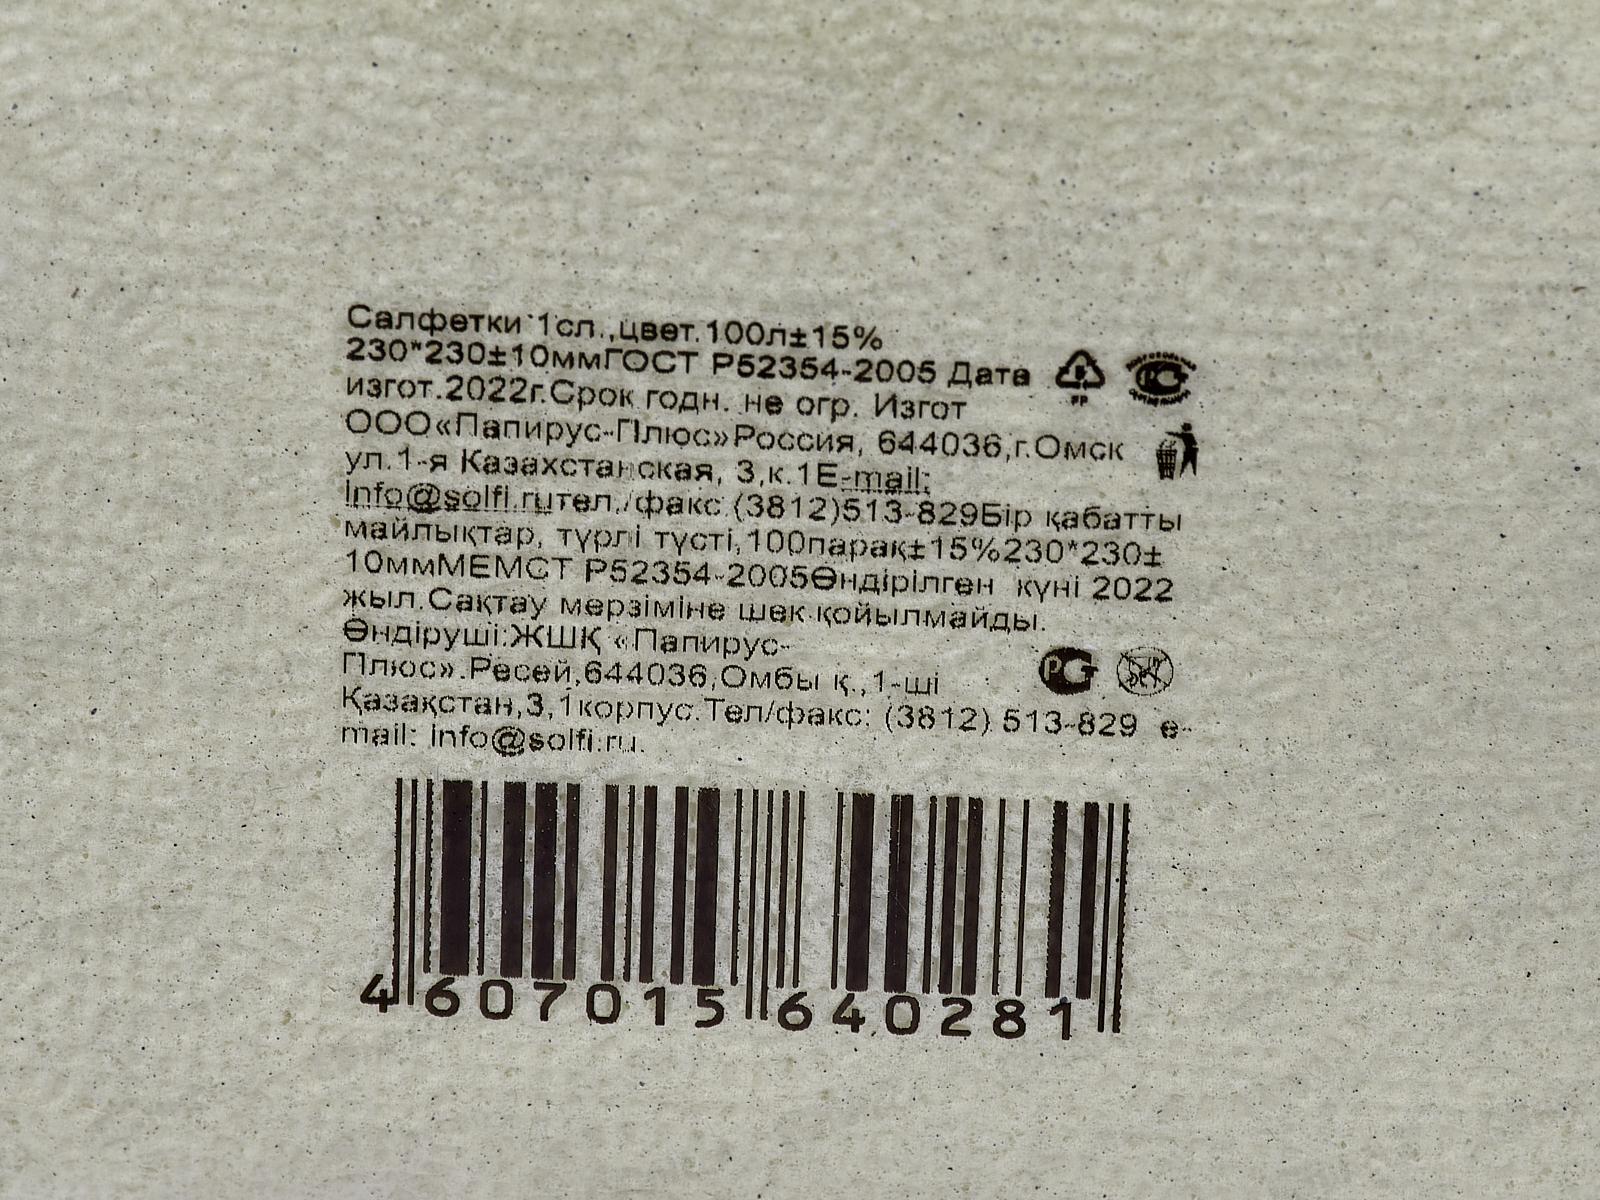 Салфетки 1сл.,цвет.100л±15%
230*230±10ммГОСТ Р52354-2005 Дата
изгот.2022г.Срок годн. не огр. Изгот
ООО«Папирус-Плюс»Россия, 644036,г.Омск
ул.1-я Казахстанская, 3,к.1E-mail:
info@solfi.ruтел./факс (3812)513-829Бір қабатты
майлықтар, түрлі түсті,100парақ±15%230*230±
10ммМЕМСТ Р52354-2005Өндірілген күні 2022
жыл.Сақтау мерзіміне шек қойылмайды.
Өндіруші:ЖШҚ «Папирус-
Плюс».Ресей,644036,Омбы қ.,1-ші
Қазақстан,3,1корпус.Тел/факс: (3812) 513-829 e-
mail: info@solfi.ru.
PP
4 607015 640281